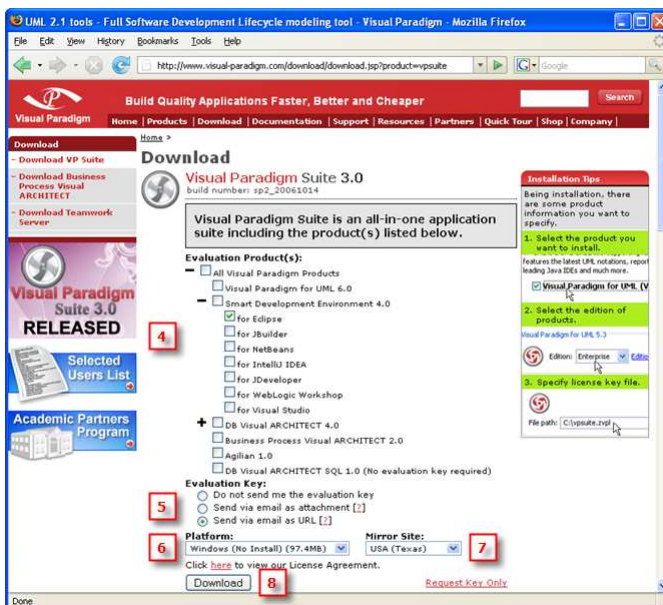 UML 2.1 tools - Full Software Development Lifecycle modeling tool - Visual Paradigm - Mozilla Firefox
File Edit View History Bookmarks Tools Help
http://www.visual-paradigm.com/download/download.jsp?product=vpsuite
Google
Visual Paradigm
Build Quality Applications Faster, Better and Cheaper
Search
Home | Products | Download | Documentation | Support | Resources | Partners | Quick Tour | Shop | Company |
Download
- Download VP Suite
- Download Business
Process Visual
ARCHITECT
- Download Teamwork
Server
Visual Paradigm
Suite 3.0
RELEASED
Selected
Users List
Academic Partners
Program
Home >
Download
Visual Paradigm Suite 3.0
build number: sp2_20061014
Visual Paradigm Suite is an all-in-one application
suite including the product(s) listed below.
Evaluation Product(s):
All Visual Paradigm Products
Visual Paradigm for UML 6.0
Smart Development Environment 4.0
4
for Eclipse
for JBuilder
for NetBeans
for IntelliJ IDEA
for JDeveloper
for WebLogic Workshop
for Visual Studio
DB Visual ARCHITECT 4.0
Business Process Visual ARCHITECT 2.0
Agilian 1.0
DB Visual ARCHITECT SQL 1.0 (No evaluation key required)
Evaluation Key:
5
Do not send me the evaluation key
Send via email as attachment [?]
Send via email as URL [?]
6
Platform:
Windows (No Install) (97.4MB)
Mirror Site:
USA (Texas)
7
Click here to view our License Agreement.
Download
8
Request Key Only
Installation Tips
Being installation, there
are some product
information you want to
specify.
1. Select the product you
want to install.
features the latest UML notations, report
leading Java IDEs and much more.
Visual Paradigm for UML (V
2. Select the edition of
products.
Visual Paradigm for UML 5.3
Edition: Enterprise Editio
3. Specify license key file.
File path: C:\vpsuite.zvpl
Done